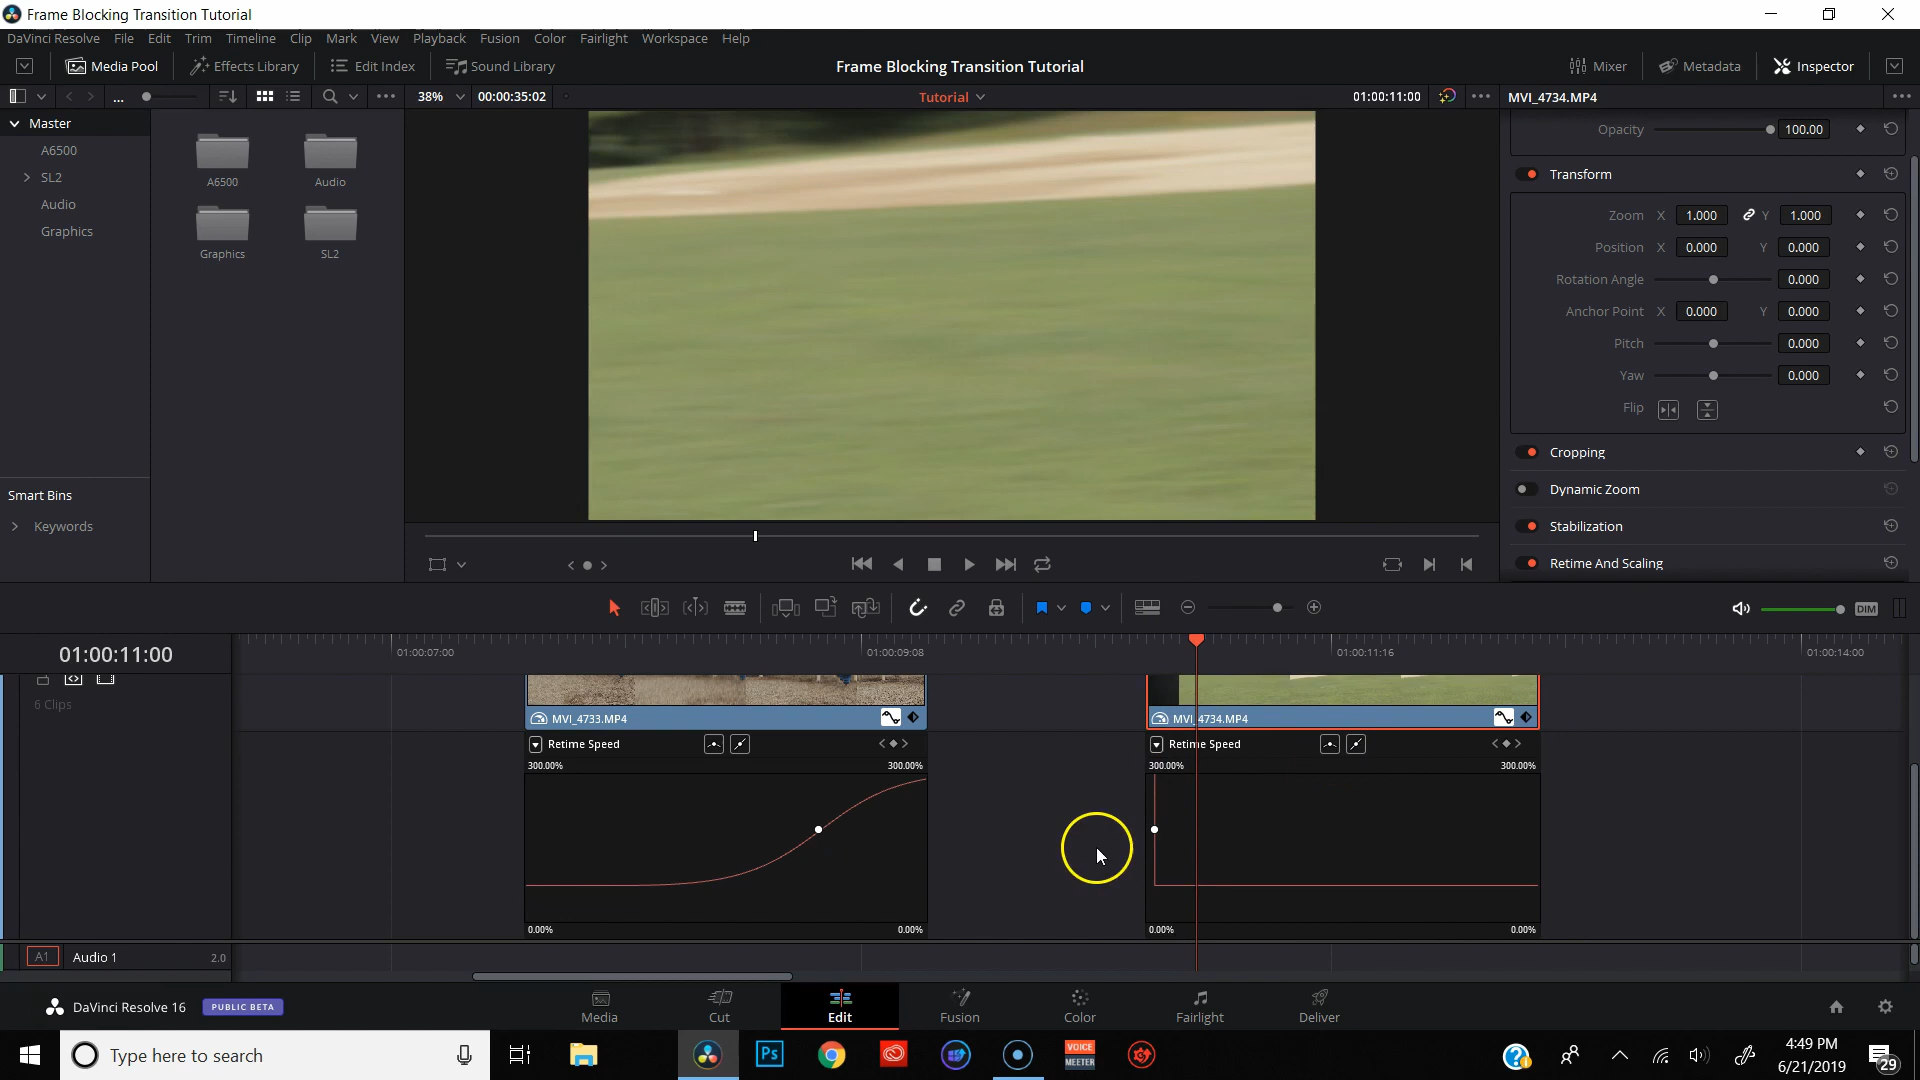 Frame Blocking Transition Tutorial
DaVinci Resolve File Edit Trim Timeline Clip Mark View Playback Fusion Color Fairlight Workspace Help
Media Pool Effects Library Edit Index Sound Library Frame Blocking Transition Tutorial Mixer Metadata Inspector
... 38% 00:00:35:02 Tutorial 01:00:11:00 MVI_4734.MP4
Master
A6500
SL2
Audio
Graphics
A6500 Audio
Graphics SL2
Smart Bins
Keywords
Opacity 100.00
Transform
Zoom X 1.000 Y 1.000
Position X 0.000 Y 0.000
Rotation Angle 0.000
Anchor Point X 0.000 Y 0.000
Pitch 0.000
Yaw 0.000
Flip
Cropping
Dynamic Zoom
Stabilization
Retime And Scaling
DIM
01:00:11:00 01:00:07:00 01:00:09:08 01:00:11:16 01:00:14:00
6 Clips
MVI_4733.MP4 MVI_4734.MP4
Retime Speed Retime Speed
300.00% 300.00% 300.00% 300.00%
0.00% 0.00% 0.00% 0.00%
A1 Audio 1 2.0
DaVinci Resolve 16 PUBLIC BETA Media Cut Edit Fusion Color Fairlight Deliver
Type here to search Ps VOICE MEETER 4:49 PM
6/21/2019 29